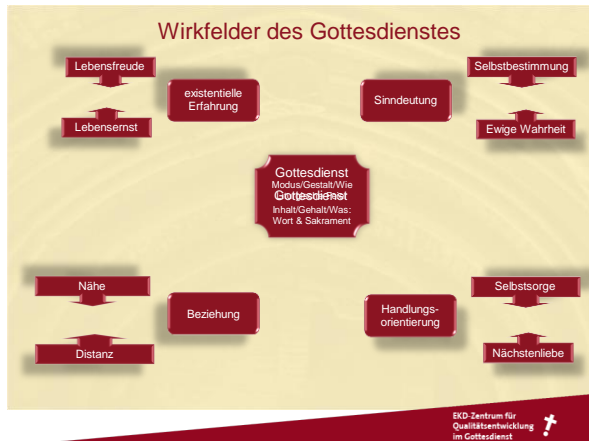 Wirkfelder des Gottesdienstes
Lebensfreude
Lebensernst
existentielle
Erfahrung
Sinndeutung
Selbstbestimmung
Ewige Wahrheit
Gottesdienst
Modus/Gestalt/Wie
Gottesdienst
Inhalt/Gehalt/Was:
Wort & Sakrament
Nähe
Distanz
Beziehung
Handlungs-
orientierung
Selbstsorge
Nächstenliebe
EKD-Zentrum für
Qualitätsentwicklung
im Gottesdienst